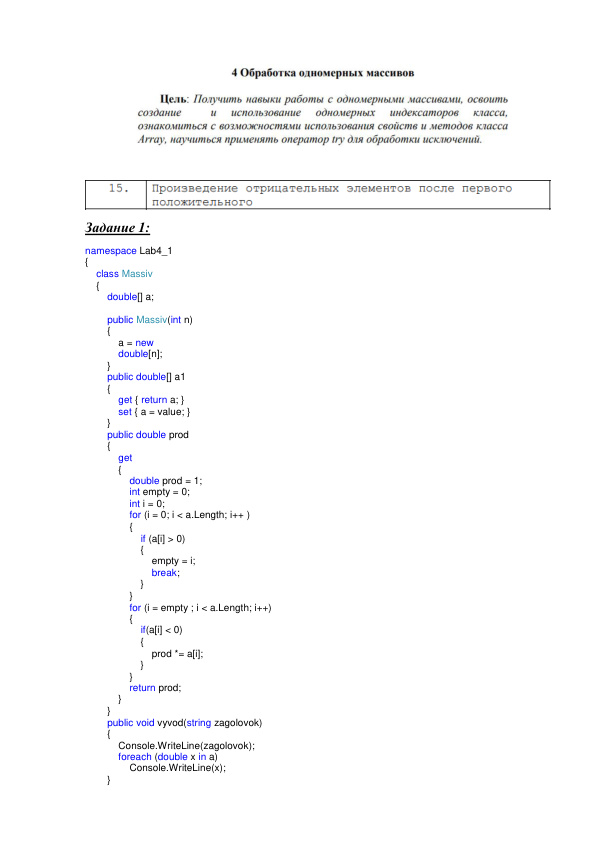 4 Обработка одномерных массивов
Цель: Получить навыки работы с одномерными массивами, освоить
создание и использование одномерных индексаторов класса,
ознакомиться с возможностями использования свойств и методов класса
Array, научиться применять оператор try для обработки исключений.
15. Произведение отрицательных элементов после первого
положительного
Задание 1:
namespace Lab4_1
{
class Massiv
{
double[] a;
public Massiv(int n)
{
a = new
double[n];
}
public double[] a1
{
get { return a; }
set { a = value; }
}
public double prod
{
get
{
double prod = 1;
int empty = 0;
int i = 0;
for (i = 0; i < a.Length; i++ )
{
if (a[i] > 0)
{
empty = i;
break;
}
}
for (i = empty ; i < a.Length; i++)
{
if(a[i] < 0)
{
prod *= a[i];
}
}
return prod;
}
}
public void vyvod(string zagolovok)
{
Console.WriteLine(zagolovok);
foreach (double x in a)
Console.WriteLine(x);
}